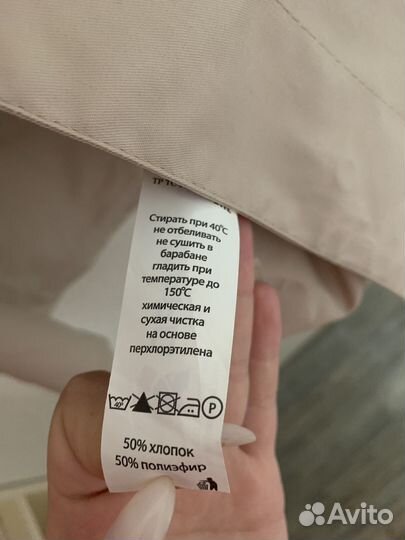 Стирать при 40℃
не отбеливать
не сушить в
барабане
гладить при
температуре до
150℃
химическая и
сухая чистка
на основе
перхлорэтилена
40° P
50% ХЛОПОК
50% ПОЛИЭФИР
Avito